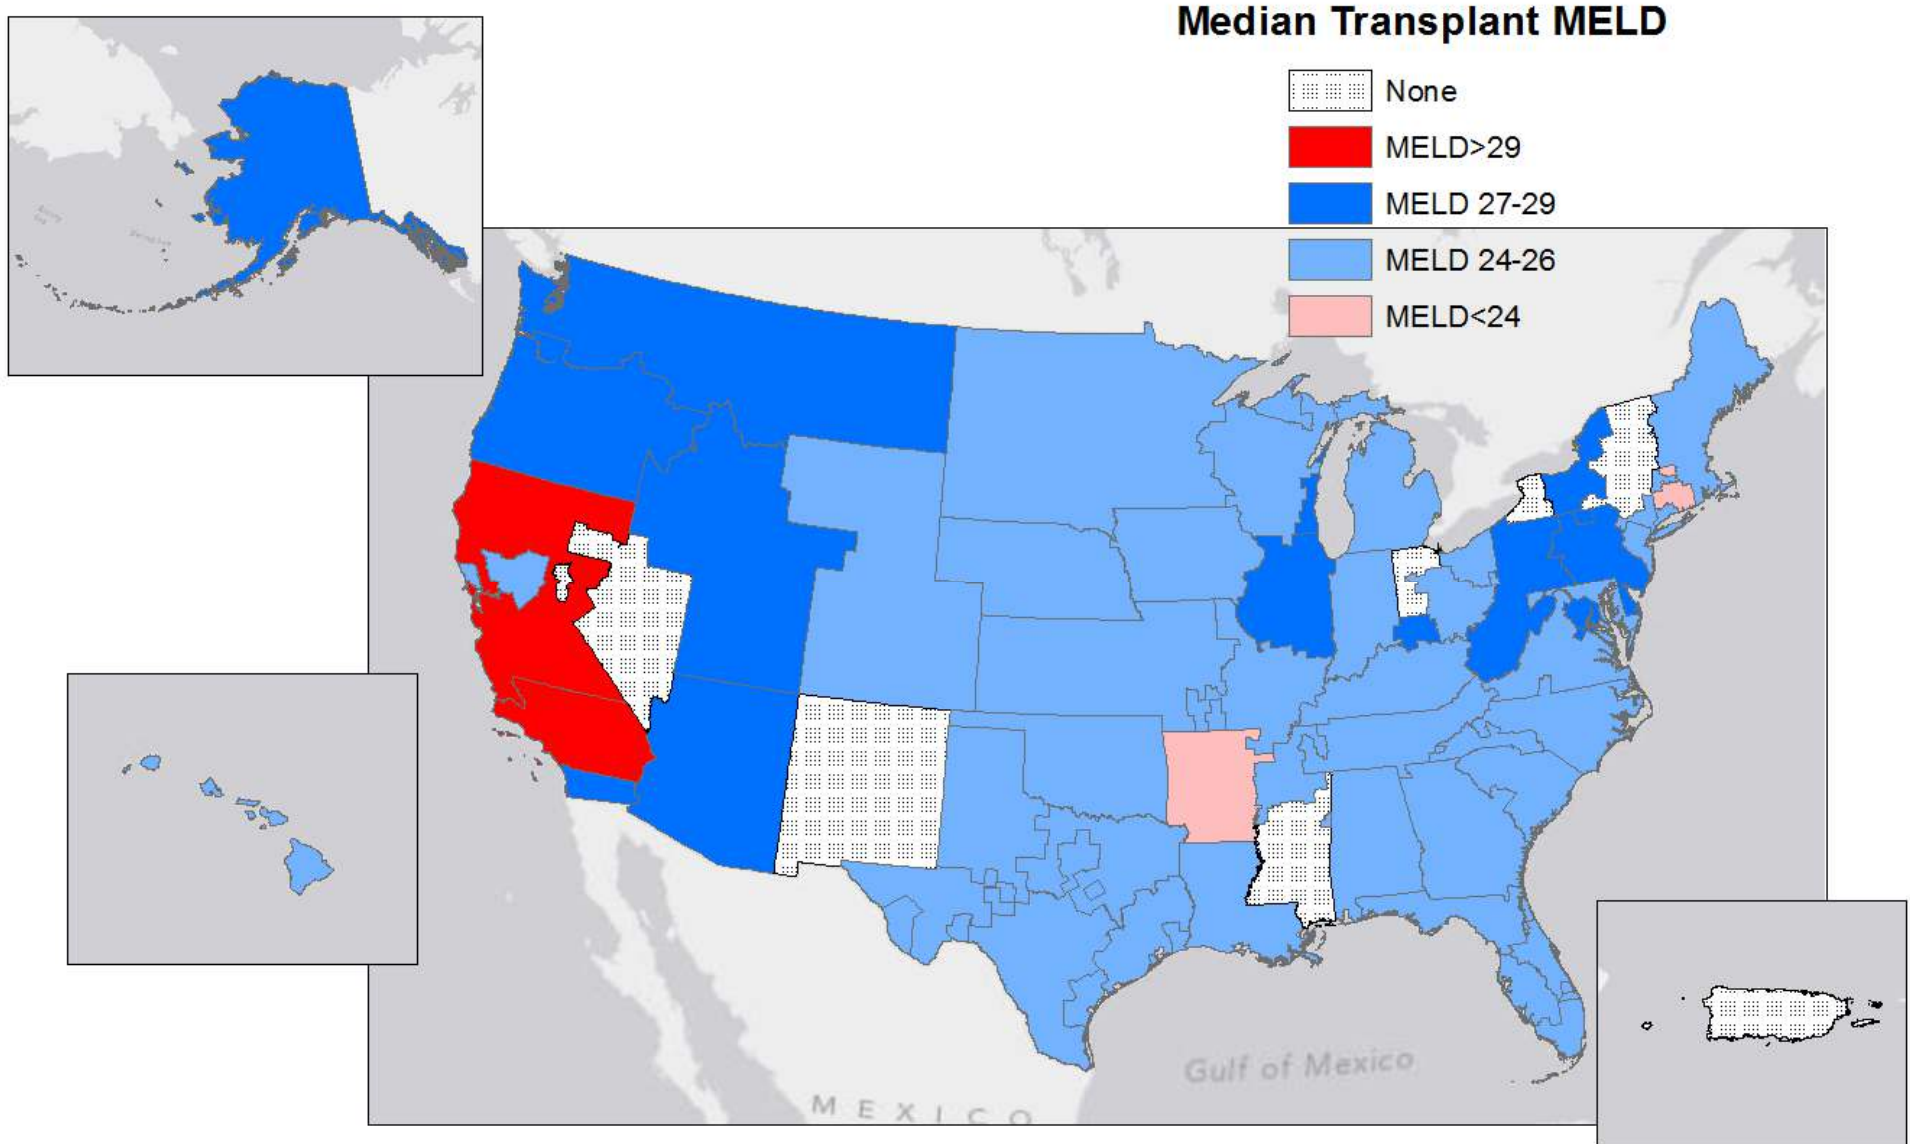 Median Transplant MELD
None
MELD>29
MELD 27-29
MELD 24-26
MELD<24
Gulf of Mexico
MEXICO